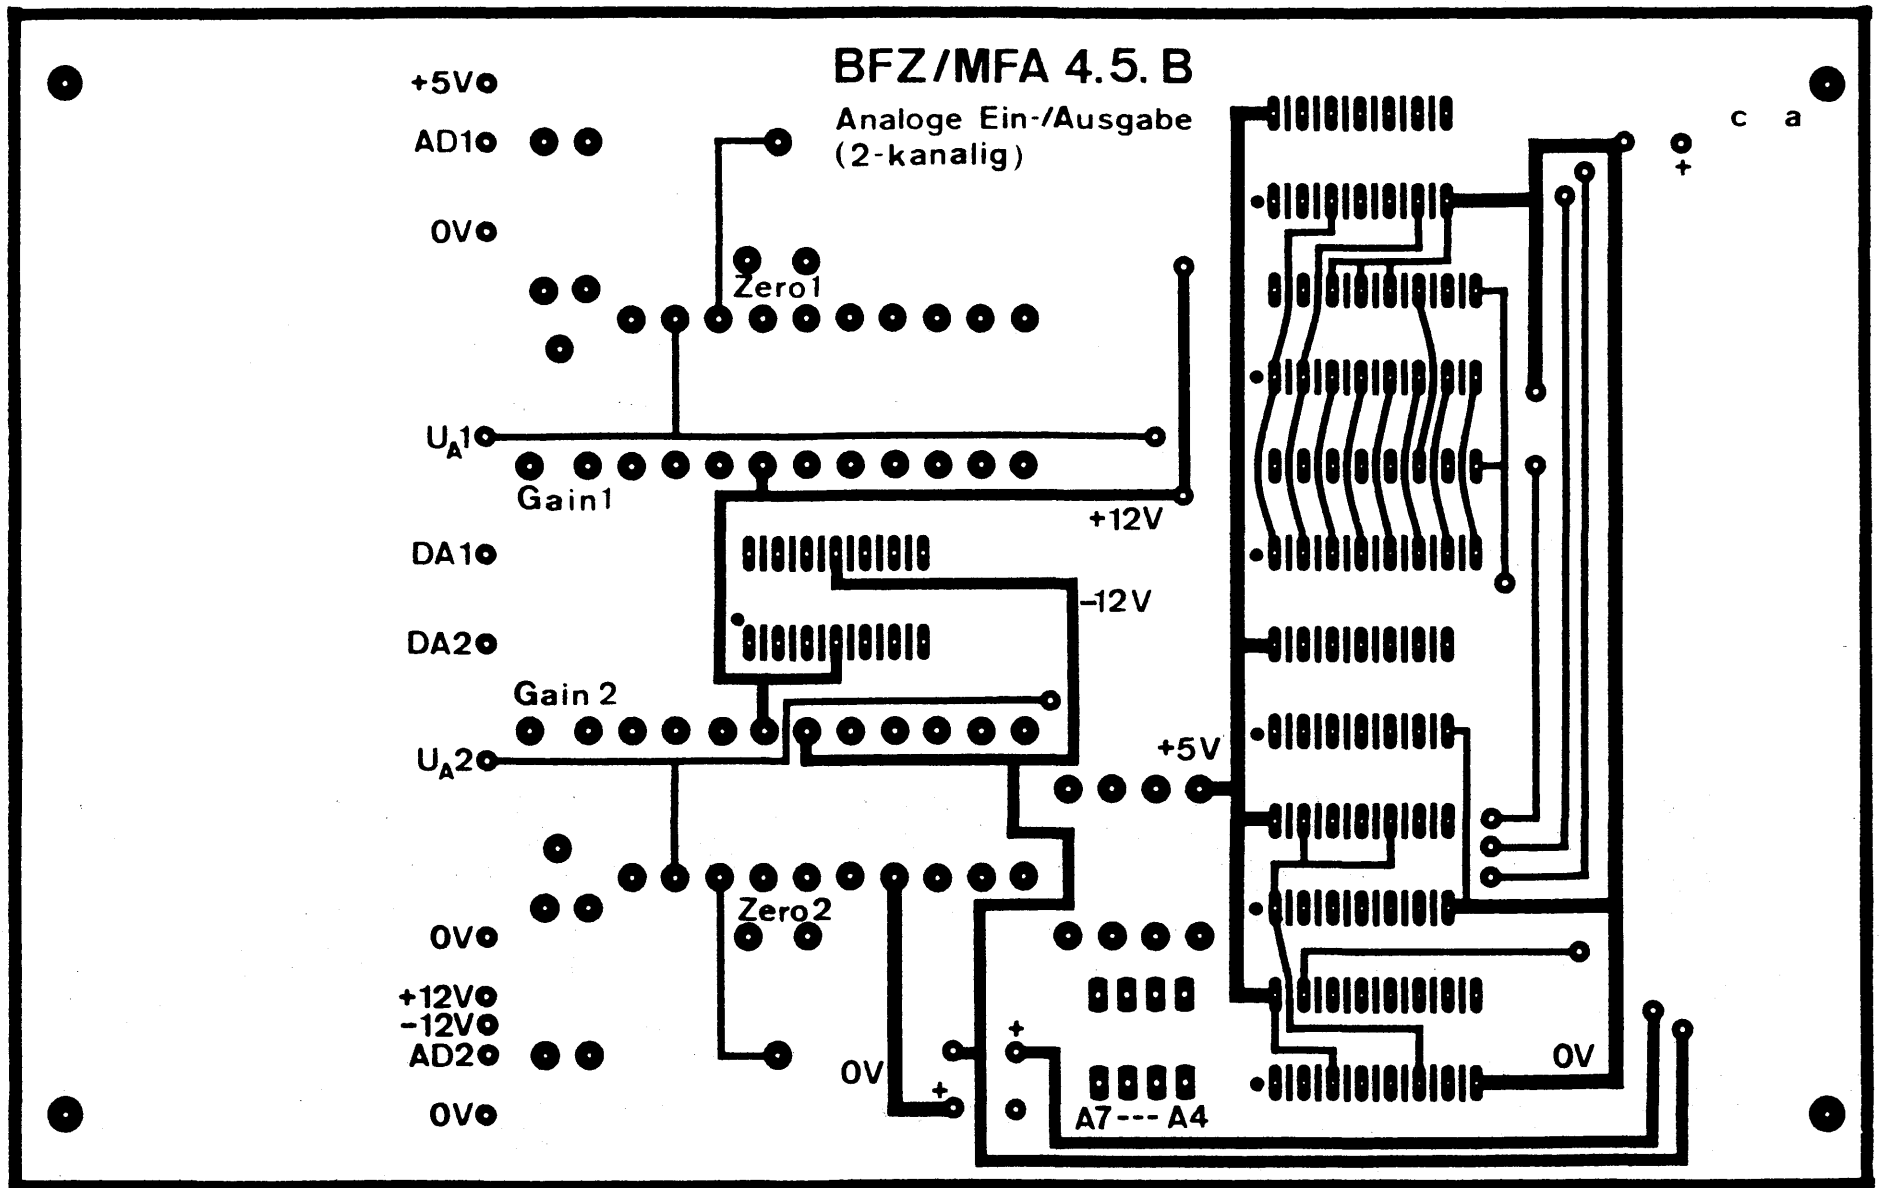 BFZ/MFA 4.5.B
Analoge Ein-/Ausgabe
(2-kanalig)
+5V
AD1
0V
Zero1
c a
+
UA1
Gain1
+12V
DA1
-12V
DA2
Gain 2
+5V
UA2
Zero2
0V
+12V
-12V
AD2
0V
+
0V
+
0V
A7---A4